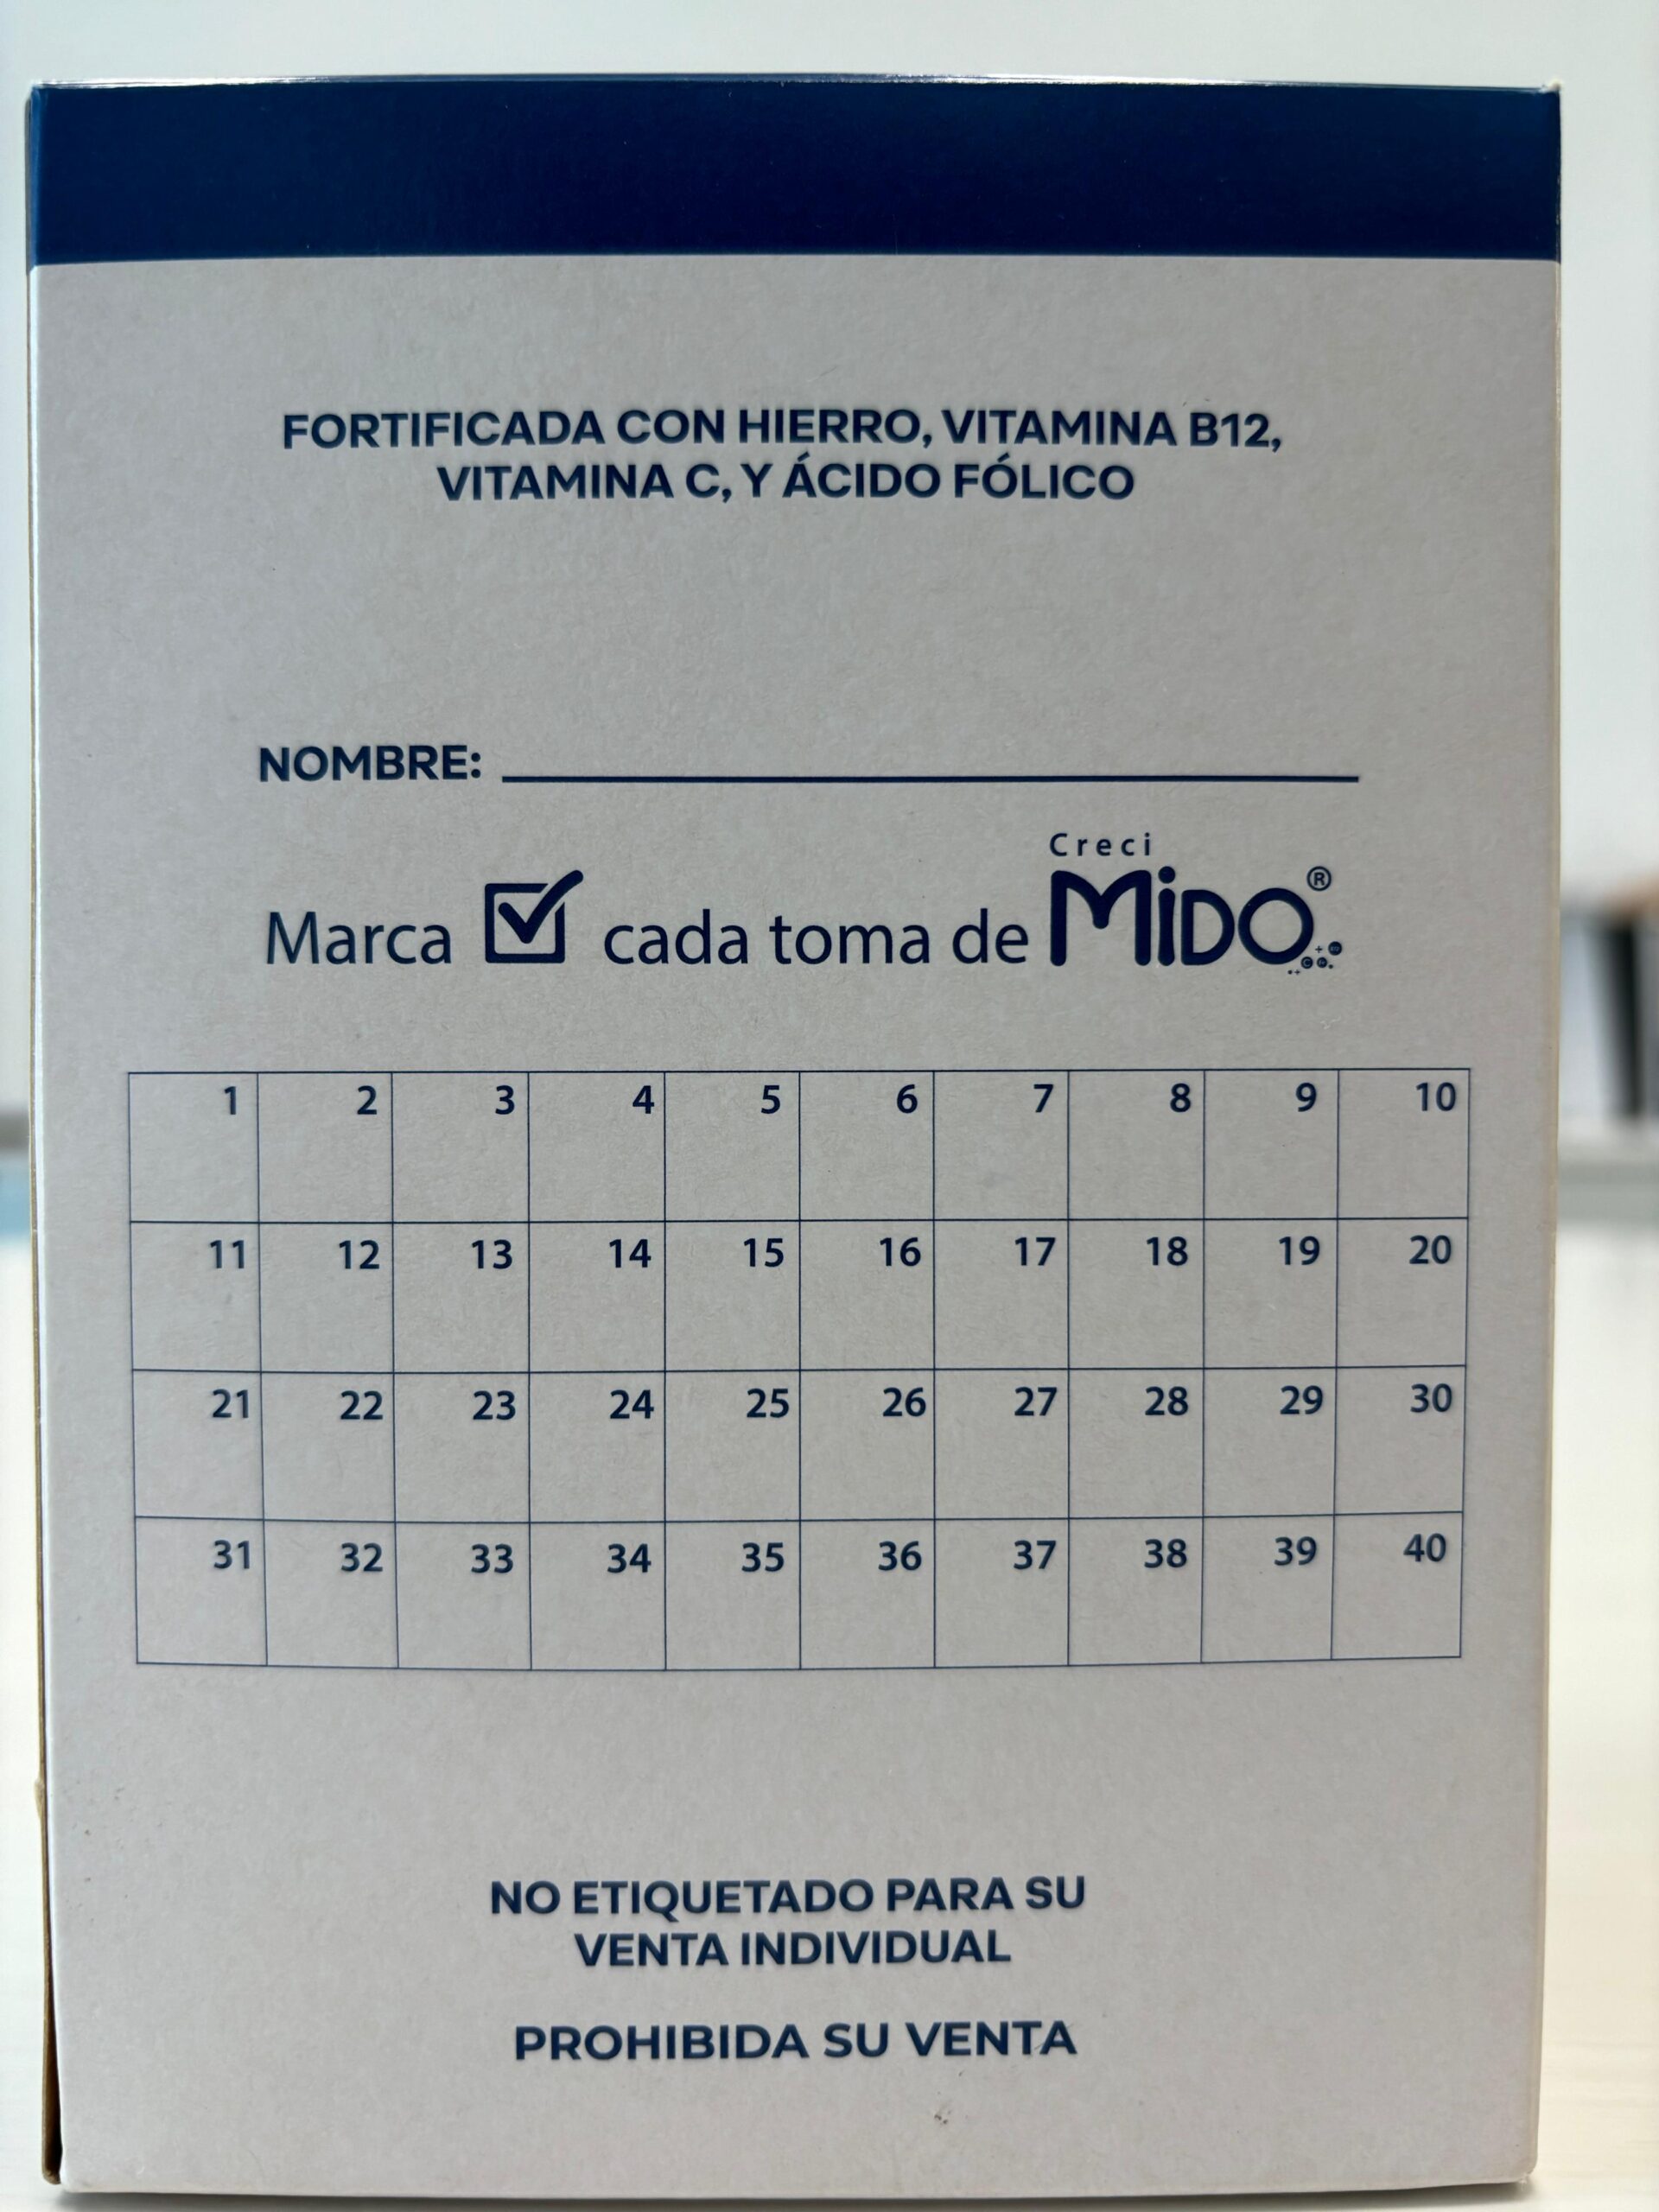 FORTIFICADA CON HIERRO, VITAMINA B12,
VITAMINA C, Y ÁCIDO FÓLICO
NOMBRE:
Creci
Marca cada toma de MiDO®
1 2 3 4 5 6 7 8 9 10
11 12 13 14 15 16 17 18 19 20
21 22 23 24 25 26 27 28 29 30
31 32 33 34 35 36 37 38 39 40
NO ETIQUETADO PARA SU
VENTA INDIVIDUAL
PROHIBIDA SU VENTA